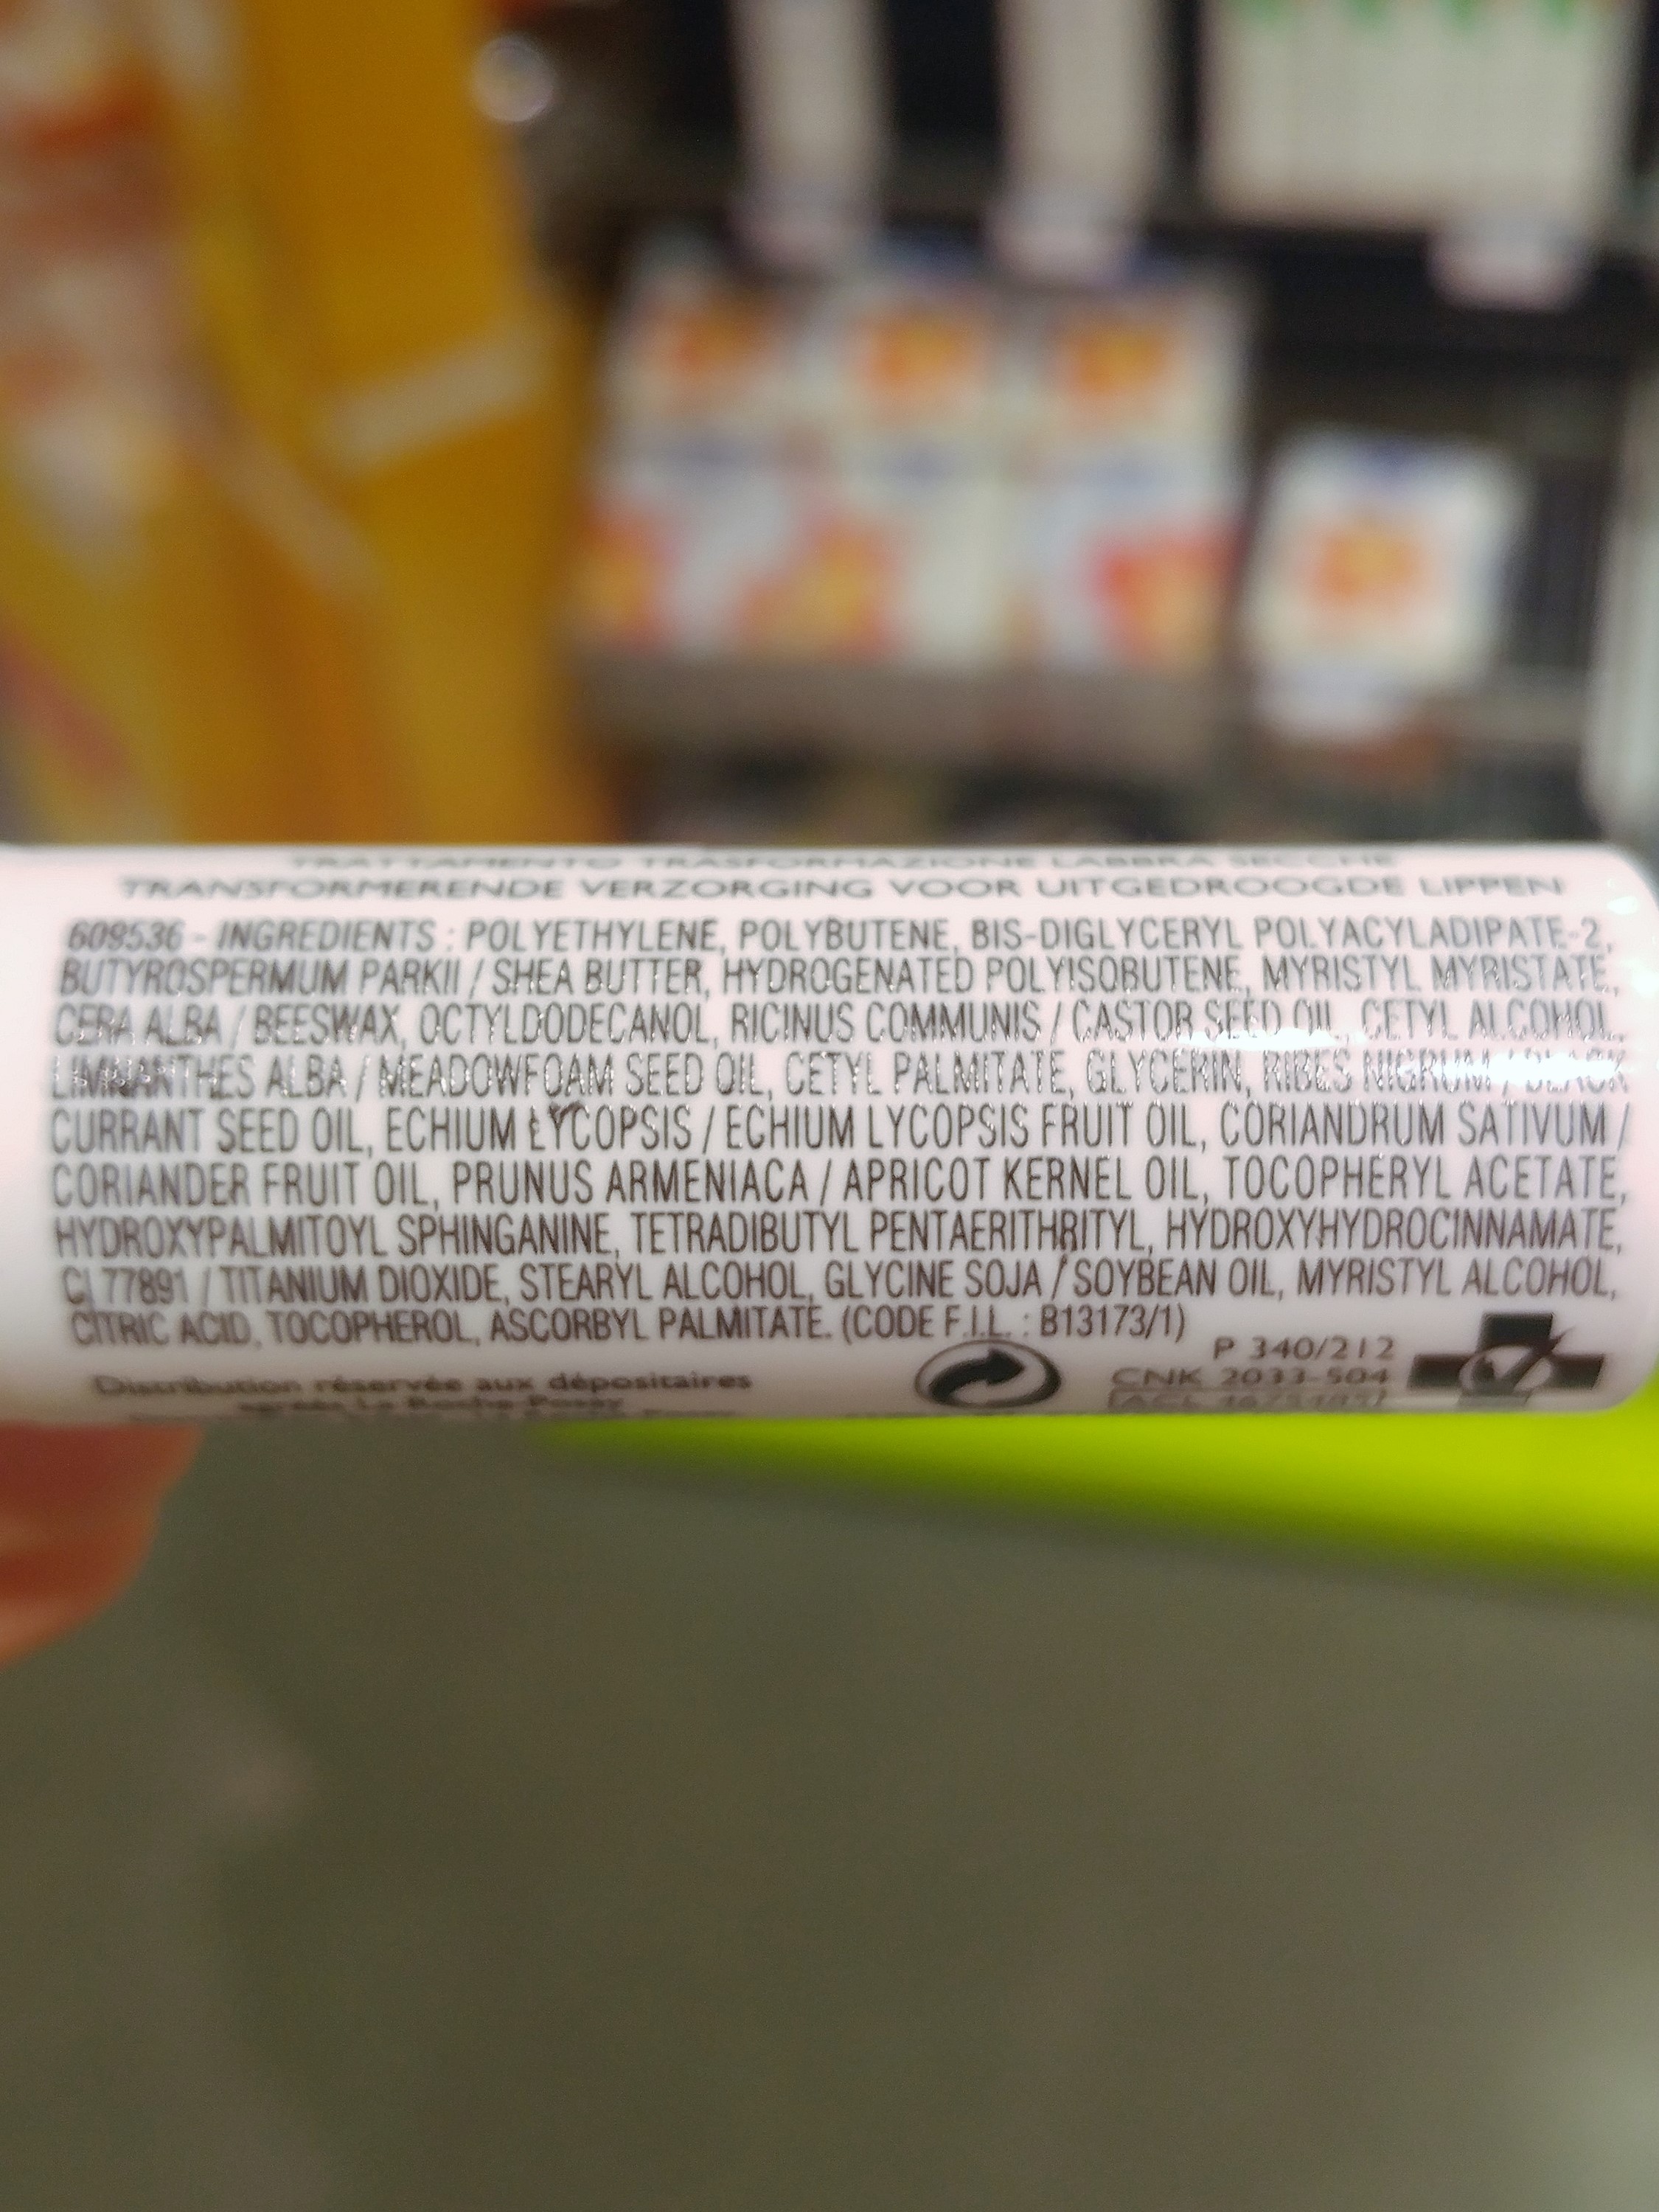 TRATTAMENTO TRASFORMAZIONE LABBRA SECCHE
TRANSFORMERENDE VERZORGING VOOR UITGEDROOGDE LIPPEN
609536 - INGREDIENTS : POLYETHYLENE, POLYBUTENE, BIS-DIGLYCERYL POLYACYLADIPATE-2,
BUTYROSPERMUM PARKII / SHEA BUTTER, HYDROGENATED POLYISOBUTENE, MYRISTYL MYRISTATE,
CERA ALBA / BEESWAX, OCTYLDODECANOL, RICINUS COMMUNIS / CASTOR SEED OIL, CETYL ALCOHOL,
LIMNANTHES ALBA / MEADOWFOAM SEED OIL, CETYL PALMITATE, GLYCERIN, RIBES NIGRUM / BLACK
CURRANT SEED OIL, ECHIUM LYCOPSIS / ECHIUM LYCOPSIS FRUIT OIL, CORIANDRUM SATIVUM /
CORIANDER FRUIT OIL, PRUNUS ARMENIACA / APRICOT KERNEL OIL, TOCOPHERYL ACETATE,
HYDROXYPALMITOYL SPHINGANINE, TETRADIBUTYL PENTAERITHRITYL, HYDROXYHYDROCINNAMATE,
CI 77891 / TITANIUM DIOXIDE, STEARYL ALCOHOL, GLYCINE SOJA / SOYBEAN OIL, MYRISTYL ALCOHOL,
CITRIC ACID, TOCOPHEROL, ASCORBYL PALMITATE. (CODE F.I.L. : B13173/1)
P 340/212
CNK 2033-504
ACL
Distribution réservée aux dépositaires
agréés La Roche-Posay